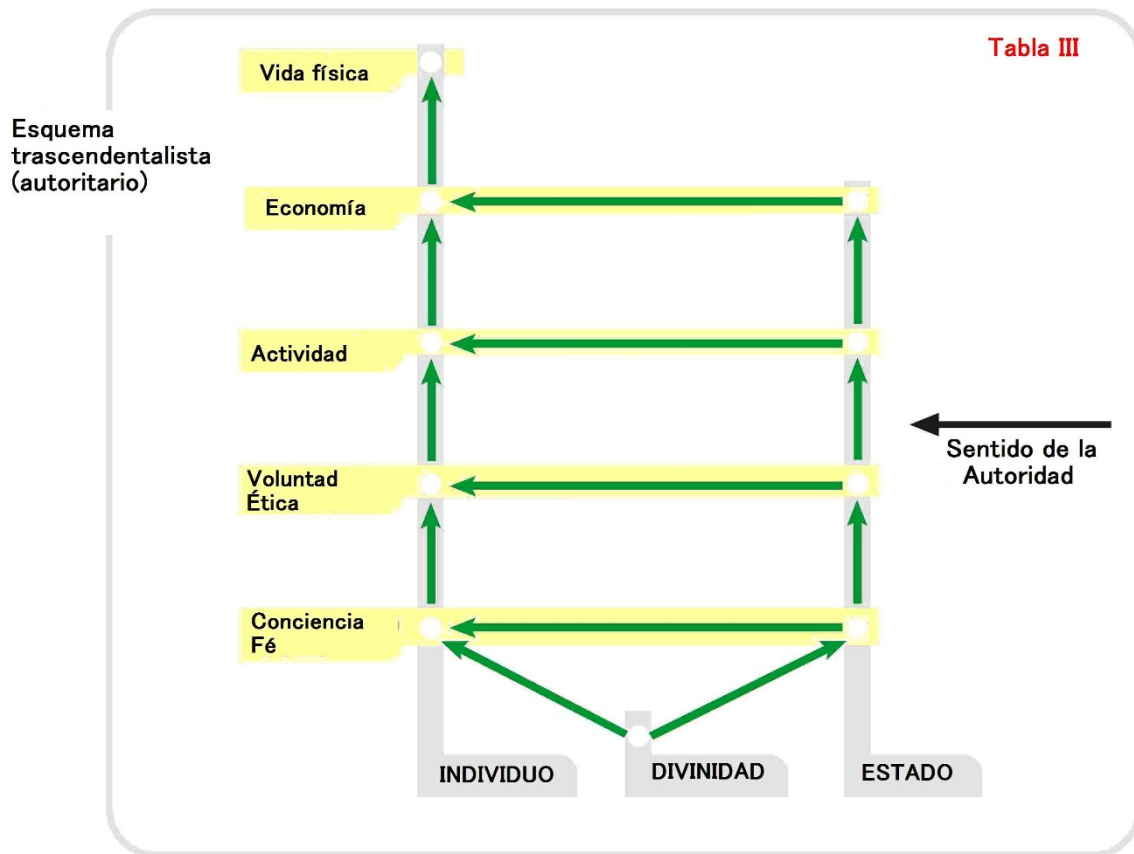 Tabla III
Vida física
Esquema
trascendentalista
(autoritario)
Economía
Actividad
Sentido de la
Autoridad
Voluntad
Ética
Conciencia
Fé
INDIVIDUO
DIVINIDAD
ESTADO